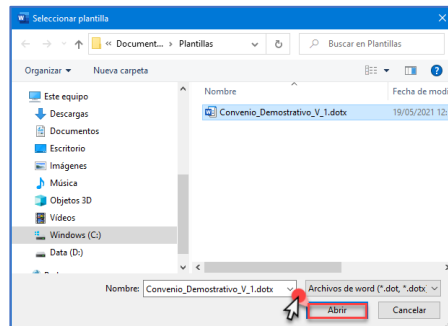 Seleccionar plantilla
« Document... > Plantillas
Buscar en Plantillas
Organizar
Nueva carpeta
Nombre
Fecha de modi
Este equipo
Descargas
Documentos
Escritorio
Imágenes
Música
Objetos 3D
Vídeos
Windows (C:)
Data (D:)
Convenio_Demostrativo_V_1.dotx
19/05/2021 12:
Nombre:
Convenio_Demostrativo_V_1.dotx
Archivos de word (*.dot, *.dotx
Abrir
Cancelar